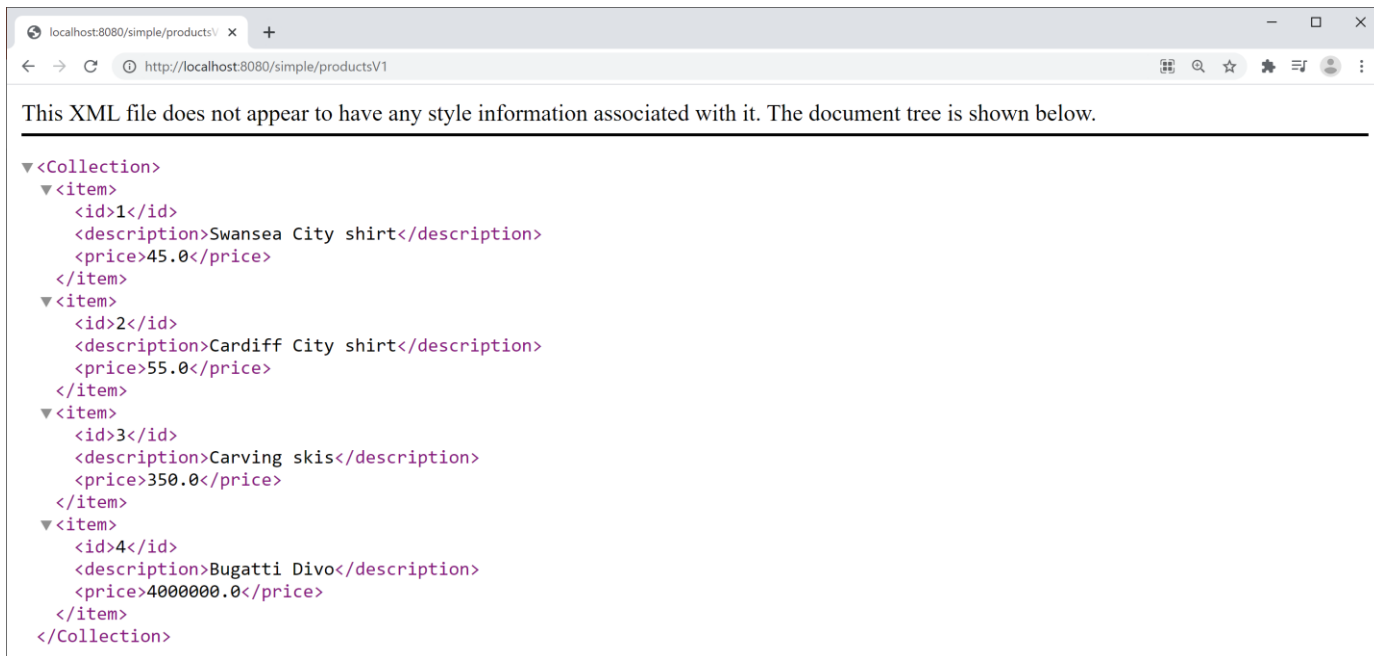 localhost:8080/simple/productsV
http://localhost:8080/simple/productsV1
This XML file does not appear to have any style information associated with it. The document tree is shown below.
▼<Collection>
▼<item>
<id>1</id>
<description>Swansea City shirt</description>
<price>45.0</price>
</item>
▼<item>
<id>2</id>
<description>Cardiff City shirt</description>
<price>55.0</price>
</item>
▼<item>
<id>3</id>
<description>Carving skis</description>
<price>350.0</price>
</item>
▼<item>
<id>4</id>
<description>Bugatti Divo</description>
<price>4000000.0</price>
</item>
</Collection>